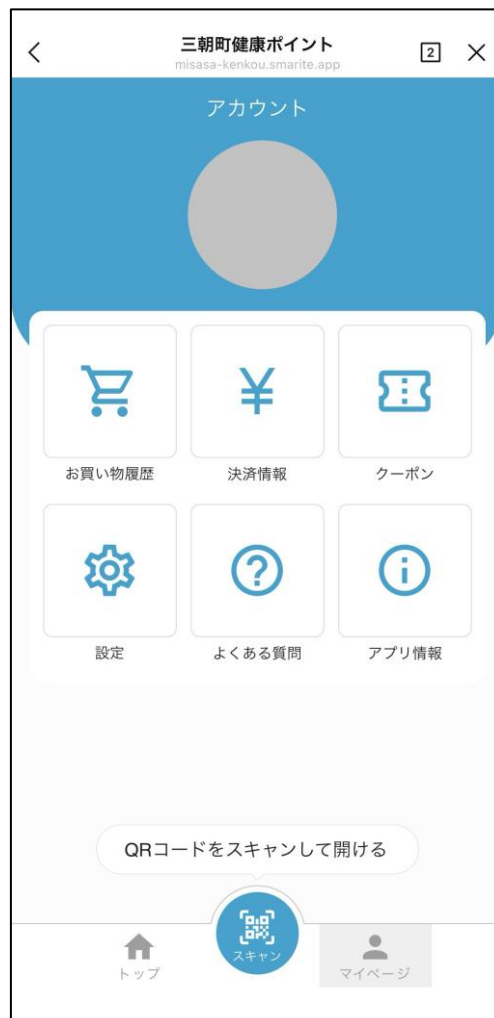 三朝町健康ポイント
2
misasa-kenkou.smarite.app
アカウント
お買い物履歴 決済情報 クーポン
設定 よくある質問 アプリ情報
QRコードをスキャンして開ける
スキャン
トップ マイページ